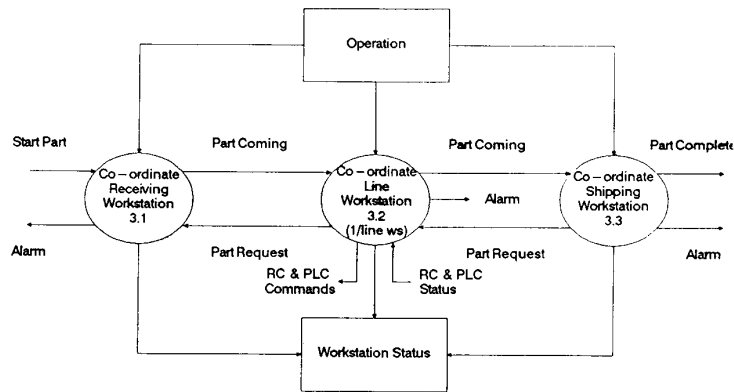 Operation
Start Part
Part Coming
Part Coming
Part Complete
Co-ordinate
Receiving
Workstation
3.1
Co-ordinate
Line
Workstation
3.2
(1/line ws)
Co-ordinate
Shipping
Workstation
3.3
Alarm
Alarm
Part Request
Part Request
Alarm
RC & PLC
Commands
RC & PLC
Status
Workstation Status